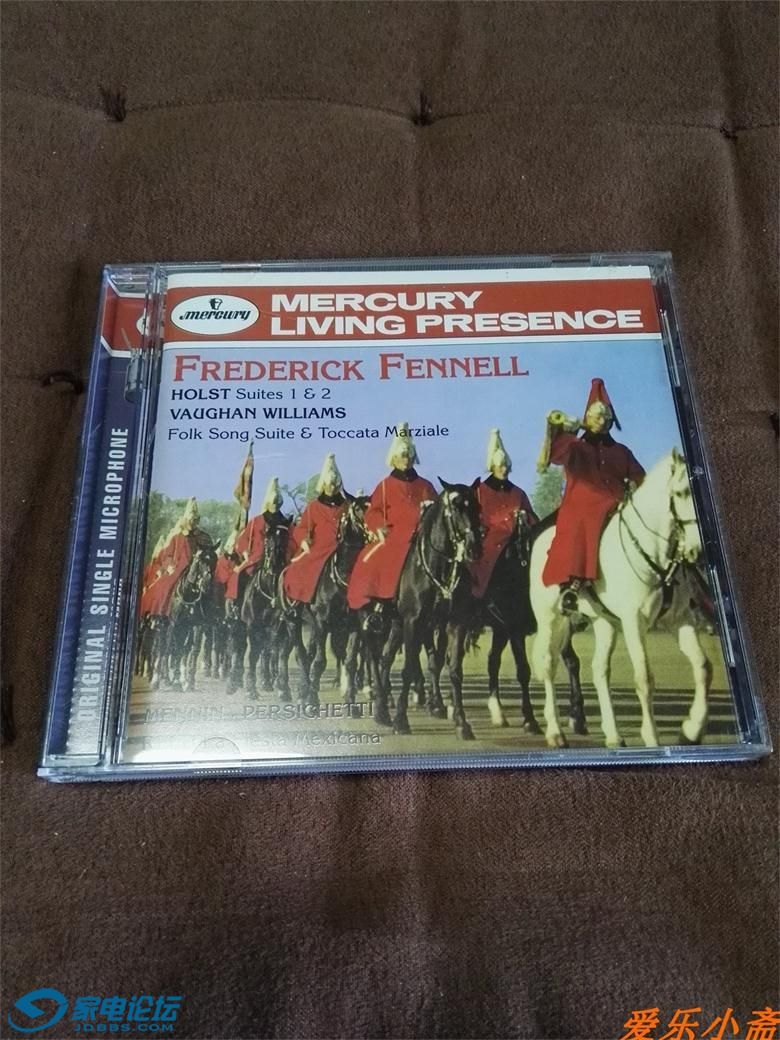 mercury
MERCURY
LIVING PRESENCE
FREDERICK FENNELL
HOLST Suites 1 & 2
VAUGHAN WILLIAMS
Folk Song Suite & Toccata Marziale
ORIGINAL SINGLE MICROPHONE
MENNIN PERSIGHETTI
Mexicana
家电论坛
JDBBS.COM
爱乐小斋